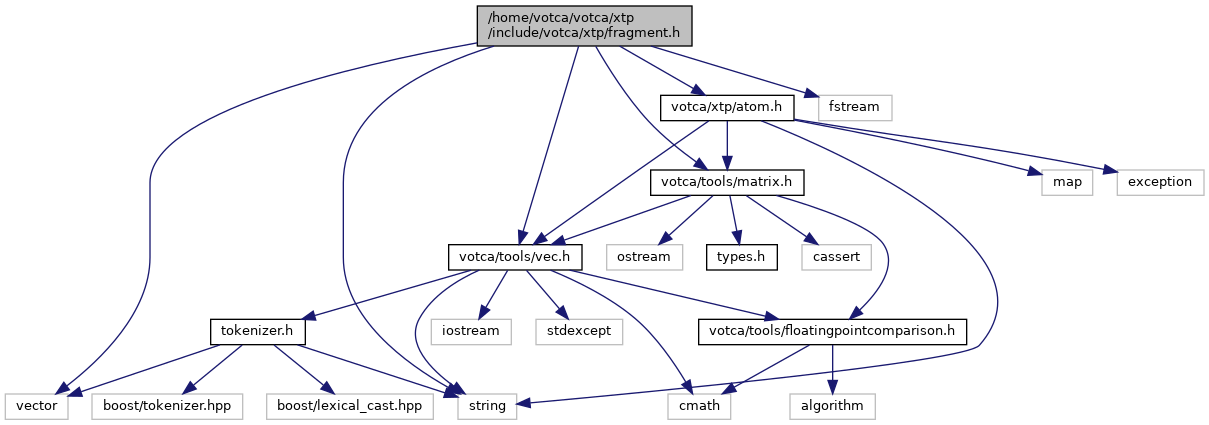 /home/votca/votca/xtp
/include/votca/xtp/fragment.h
votca/xtp/atom.h
fstream
votca/tools/matrix.h
map
exception
votca/tools/vec.h
ostream
types.h
cassert
tokenizer.h
iostream
stdexcept
votca/tools/floatingpointcomparison.h
vector
boost/tokenizer.hpp
boost/lexical_cast.hpp
string
cmath
algorithm